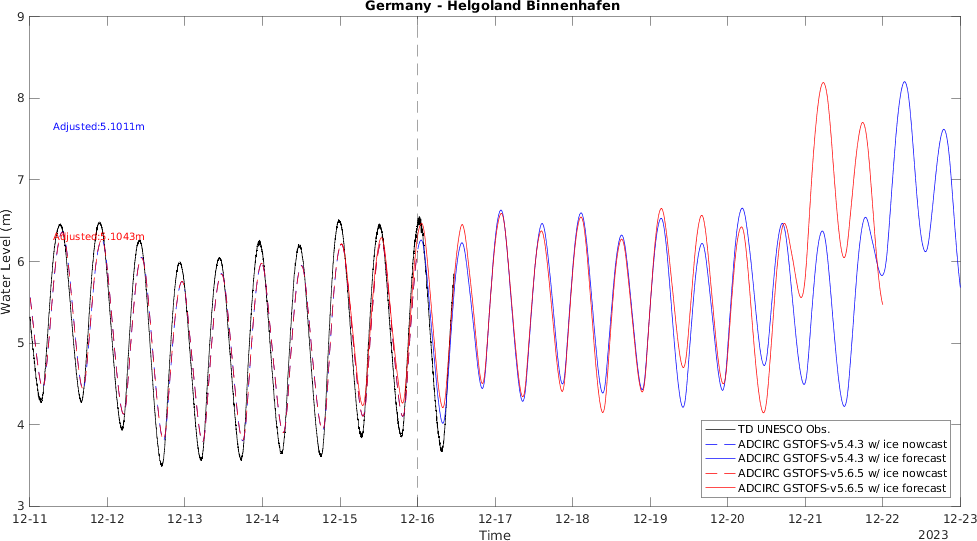 Germany - Helgoland Binnenhafen
Water Level (m)
9
8
7
6
5
4
3
Adjusted:5.1011m
Adjusted:5.1043m
TD UNESCO Obs.
ADCIRC GSTOFS-v5.4.3 w/ ice nowcast
ADCIRC GSTOFS-v5.4.3 w/ ice forecast
ADCIRC GSTOFS-v5.6.5 w/ ice nowcast
ADCIRC GSTOFS-v5.6.5 w/ ice forecast
12-11 12-12 12-13 12-14 12-15 12-16 12-17 12-18 12-19 12-20 12-21 12-22 12-23
Time
2023